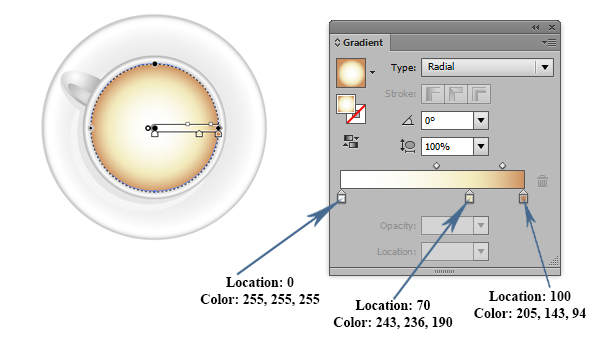 Gradient
Type: Radial
Stroke:
0°
100%
Opacity:
Location:
Location: 0
Color: 255, 255, 255
Location: 70
Color: 243, 236, 190
Location: 100
Color: 205, 143, 94